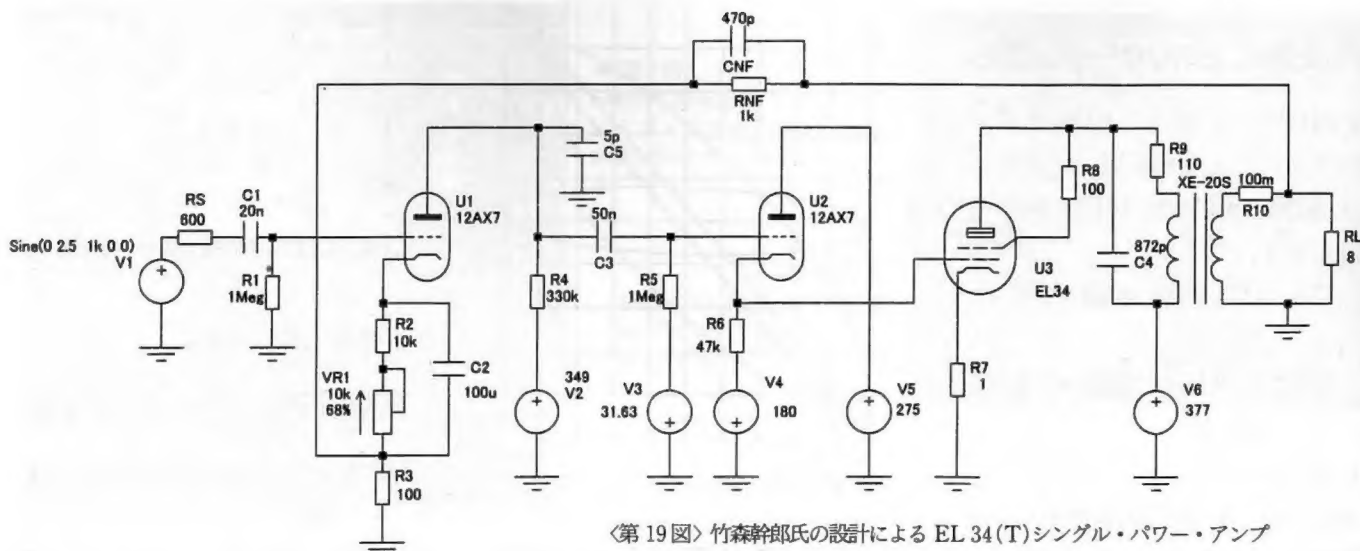 470p
CNF
RNF
1k
5p
C5
U1
12AX7
U2
12AX7
R8
100
R9
110
XE-20S
100m
R10
RS
600
C1
20n
Sine(0 2.5 1k 0 0)
V1
R1
1Meg
50n
C3
R4
330k
R5
1Meg
R6
47k
U3
EL34
872p
C4
RL
8
R2
10k
C2
100u
VR1
10k
68%
349
V2
V3
31.63
V4
180
R7
1
V5
275
V6
377
R3
100
〈第19図〉竹森幹郎氏の設計による EL 34(T)シングル・パワー・アンプ